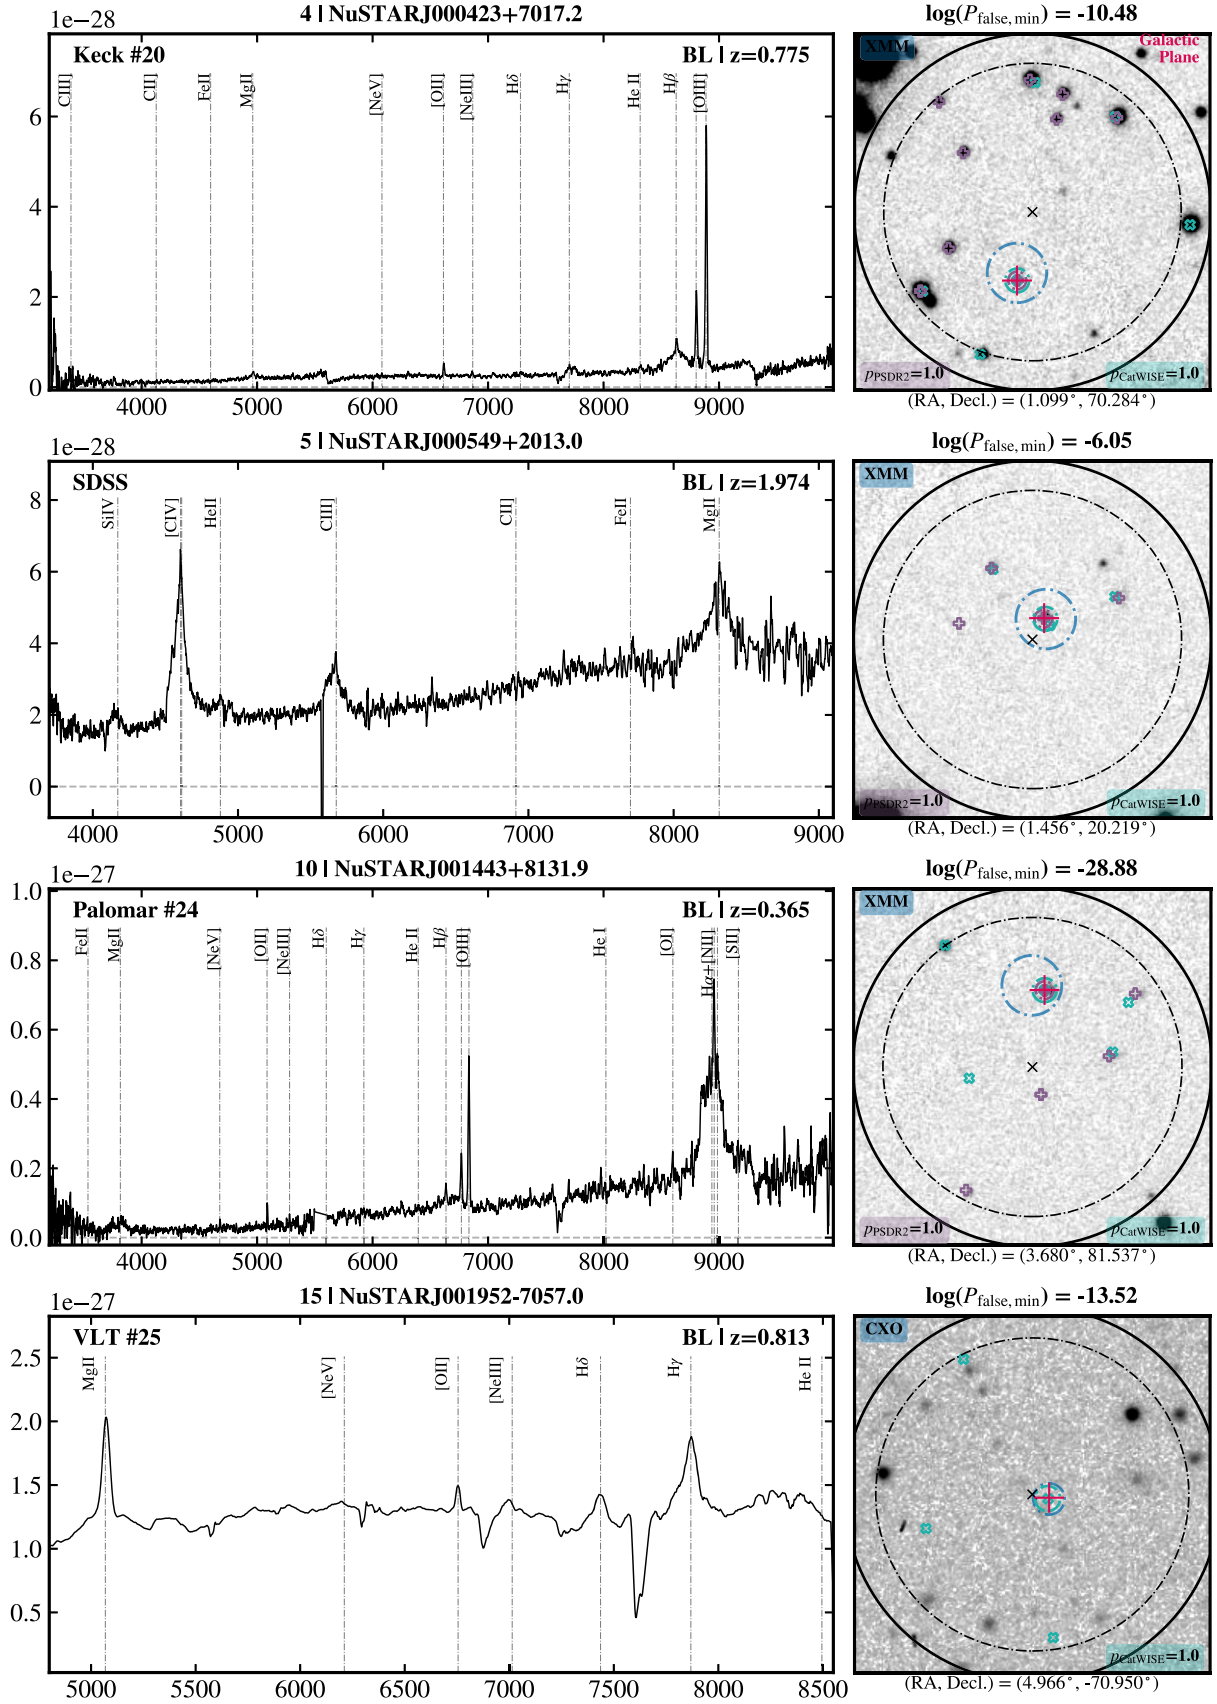 4 | NuSTARJ000423+7017.2
log(P_false, min) = -10.48
1e−28
Keck #20
BL | z=0.775
CIII]
CII]
FeII
MgII
[NeV]
[OII]
[NeIII]
Hδ
Hγ
He II
Hβ
[OIII]
6
4
2
0
4000 5000 6000 7000 8000 9000
XMM
Galactic
Plane
pPSDR2=1.0
pCatWISE=1.0
(RA, Decl.) = (1.099°, 70.284°)
5 | NuSTARJ000549+2013.0
log(P_false, min) = -6.05
1e−28
SDSS
BL | z=1.974
SiIV
[CIV]
HeII
CIII]
CII]
FeII
MgII
8
6
4
2
0
4000 5000 6000 7000 8000 9000
XMM
pPSDR2=1.0
pCatWISE=1.0
(RA, Decl.) = (1.456°, 20.219°)
10 | NuSTARJ001443+8131.9
log(P_false, min) = -28.88
1e−27
Palomar #24
BL | z=0.365
FeII
MgII
[NeV]
[OII]
[NeIII]
Hδ
Hγ
He II
Hβ
[OIII]
He I
[OI]
Hα+[NII]
[SII]
1.0
0.8
0.6
0.4
0.2
0.0
4000 5000 6000 7000 8000 9000
XMM
pPSDR2=1.0
pCatWISE=1.0
(RA, Decl.) = (3.680°, 81.537°)
15 | NuSTARJ001952-7057.0
log(P_false, min) = -13.52
1e−27
VLT #25
BL | z=0.813
MgII
[NeV]
[OII]
[NeIII]
Hδ
Hγ
He II
2.5
2.0
1.5
1.0
0.5
5000 5500 6000 6500 7000 7500 8000 8500
CXO
pCatWISE=1.0
(RA, Decl.) = (4.966°, -70.950°)